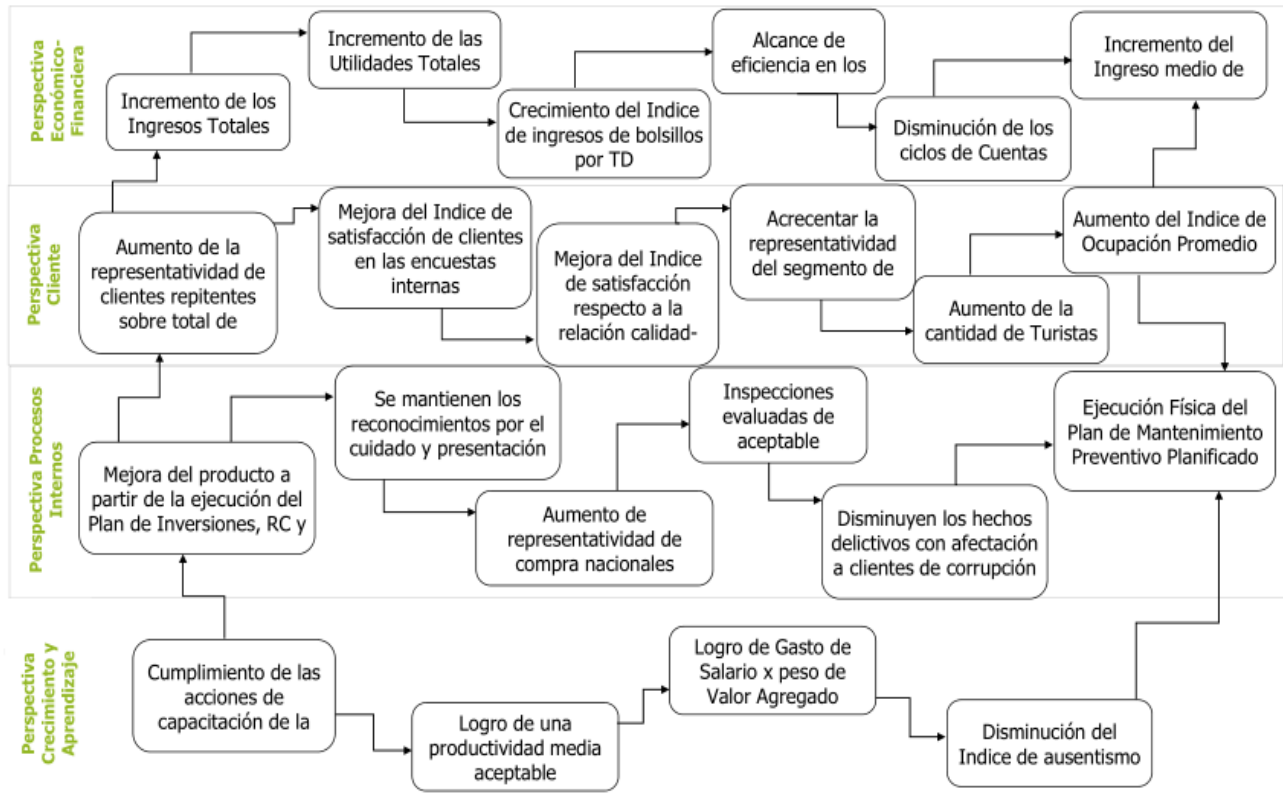 Perspectiva
Económico-
Financiera
Incremento de los
Ingresos Totales
Incremento de las
Utilidades Totales
Crecimiento del Indice
de ingresos de bolsillos
por TD
Alcance de
eficiencia en los
Disminución de los
ciclos de Cuentas
Incremento del
Ingreso medio de
Perspectiva
Cliente
Aumento de la
representatividad de
clientes repitentes
sobre total de
Mejora del Indice de
satisfacción de clientes
en las encuestas
internas
Mejora del Indice
de satisfacción
respecto a la
relación calidad-
Acrecentar la
representatividad
del segmento de
Aumento de la
cantidad de Turistas
Aumento del Indice de
Ocupación Promedio
Perspectiva Procesos
Internos
Mejora del producto a
partir de la ejecución del
Plan de Inversiones, RC y
Se mantienen los
reconocimientos por el
cuidado y presentación
Aumento de
representatividad de
compra nacionales
Inspecciones
evaluadas de
aceptable
Disminuyen los hechos
delictivos con afectación
a clientes de corrupción
Ejecución Física del
Plan de Mantenimiento
Preventivo Planificado
Perspectiva
Crecimiento y
Aprendizaje
Cumplimiento de las
acciones de
capacitación de la
Logro de una
productividad media
aceptable
Logro de Gasto de
Salario x peso de
Valor Agregado
Disminución del
Indice de ausentismo